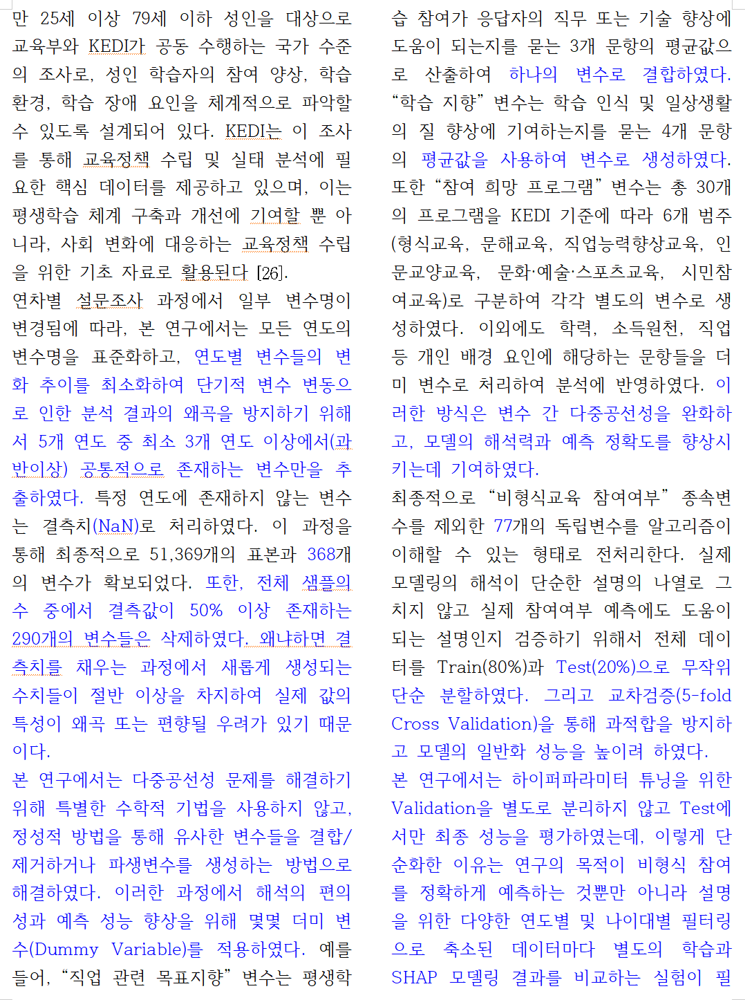 만 25세 이상 79세 이하 성인을 대상으로
교육부와 KEDI가 공동 수행하는 국가 수준
의 조사로, 성인 학습자의 참여 양상, 학습
환경, 학습 장애 요인을 체계적으로 파악할
수 있도록 설계되어 있다. KEDI는 이 조사
를 통해 교육정책 수립 및 실태 분석에 필
요한 핵심 데이터를 제공하고 있으며, 이는
평생학습 체계 구축과 개선에 기여할 뿐 아
니라, 사회 변화에 대응하는 교육정책 수립
을 위한 기초 자료로 활용된다 [26].
연차별 설문조사 과정에서 일부 변수명이
변경됨에 따라, 본 연구에서는 모든 연도의
변수명을 표준화하고, 연도별 변수들의 변
화 추이를 최소화하여 단기적 변수 변동으
로 인한 분석 결과의 왜곡을 방지하기 위해
서 5개 연도 중 최소 3개 연도 이상에서(과
반이상) 공통적으로 존재하는 변수만을 추
출하였다. 특정 연도에 존재하지 않는 변수
는 결측치(NaN)로 처리하였다. 이 과정을
통해 최종적으로 51,369개의 표본과 368개
의 변수가 확보되었다. 또한, 전체 샘플의
수 중에서 결측값이 50% 이상 존재하는
290개의 변수들은 삭제하였다. 왜냐하면 결
측치를 채우는 과정에서 새롭게 생성되는
수치들이 절반 이상을 차지하여 실제 값의
특성이 왜곡 또는 편향될 우려가 있기 때문
이다.
본 연구에서는 다중공선성 문제를 해결하기
위해 특별한 수학적 기법을 사용하지 않고,
정성적 방법을 통해 유사한 변수들을 결합/
제거하거나 파생변수를 생성하는 방법으로
해결하였다. 이러한 과정에서 해석의 편의
성과 예측 성능 향상을 위해 몇몇 더미 변
수(Dummy Variable)를 적용하였다. 예를
들어, “직업 관련 목표지향” 변수는 평생학
습 참여가 응답자의 직무 또는 기술 향상에
도움이 되는지를 묻는 3개 문항의 평균값으
로 산출하여 하나의 변수로 결합하였다.
“학습 지향” 변수는 학습 인식 및 일상생활
의 질 향상에 기여하는지를 묻는 4개 문항
의 평균값을 사용하여 변수로 생성하였다.
또한 “참여 희망 프로그램” 변수는 총 30개
의 프로그램을 KEDI 기준에 따라 6개 범주
(형식교육, 문해교육, 직업능력향상교육, 인
문교양교육, 문화·예술·스포츠교육, 시민참
여교육)로 구분하여 각각 별도의 변수로 생
성하였다. 이외에도 학력, 소득원천, 직업
등 개인 배경 요인에 해당하는 문항들을 더
미 변수로 처리하여 분석에 반영하였다. 이
러한 방식은 변수 간 다중공선성을 완화하
고, 모델의 해석력과 예측 정확도를 향상시
키는데 기여하였다.
최종적으로 “비형식교육 참여여부” 종속변
수를 제외한 77개의 독립변수를 알고리즘이
이해할 수 있는 형태로 전처리한다. 실제
모델링의 해석이 단순한 설명의 나열로 그
치지 않고 실제 참여여부 예측에도 도움이
되는 설명인지 검증하기 위해서 전체 데이
터를 Train(80%)과 Test(20%)으로 무작위
단순 분할하였다. 그리고 교차검증(5-fold
Cross Validation)을 통해 과적합을 방지하
고 모델의 일반화 성능을 높이려 하였다.
본 연구에서는 하이퍼파라미터 튜닝을 위한
Validation을 별도로 분리하지 않고 Test에
서만 최종 성능을 평가하였는데, 이렇게 단
순화한 이유는 연구의 목적이 비형식 참여
를 정확하게 예측하는 것뿐만 아니라 설명
을 위한 다양한 연도별 및 나이대별 필터링
으로 축소된 데이터마다 별도의 학습과
SHAP 모델링 결과를 비교하는 실험이 필